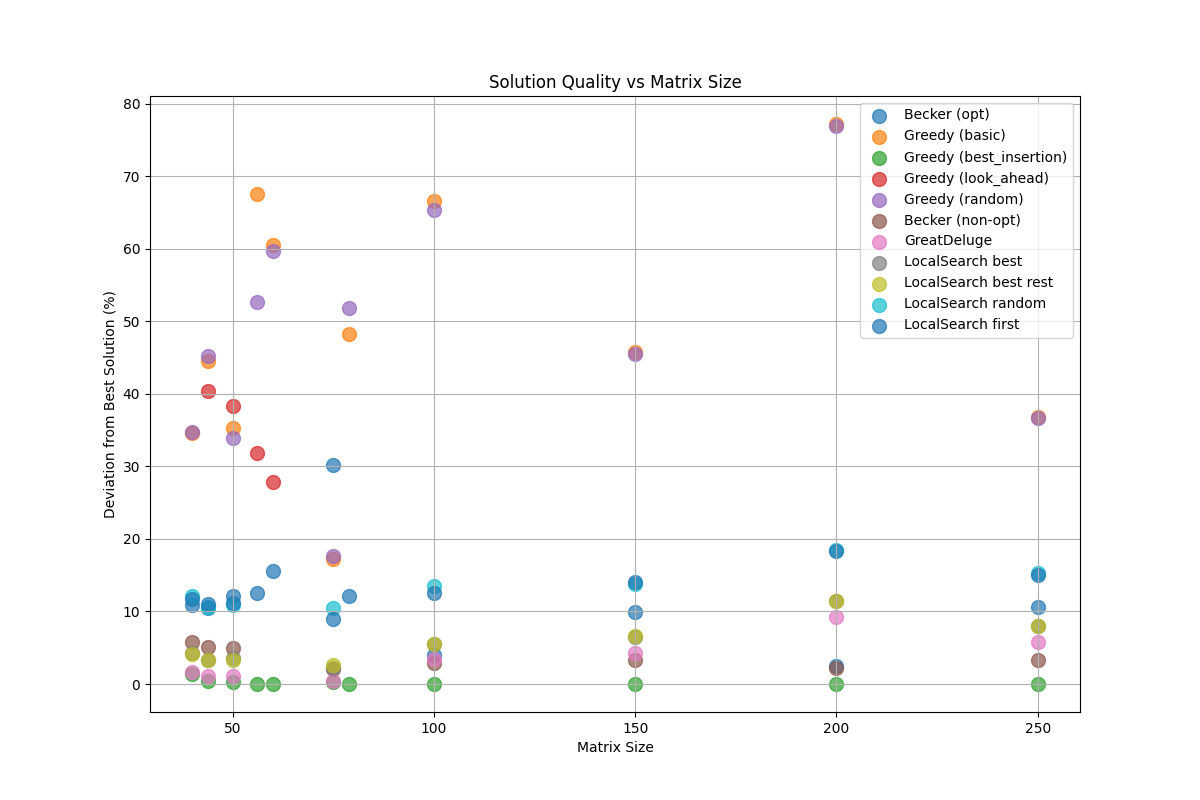 Solution Quality vs Matrix Size
Deviation from Best Solution (%)
80
70
60
50
40
30
20
10
0
Becker (opt)
Greedy (basic)
Greedy (best_insertion)
Greedy (look_ahead)
Greedy (random)
Becker (non-opt)
GreatDeluge
LocalSearch best
LocalSearch best rest
LocalSearch random
LocalSearch first
50
100
150
200
250
Matrix Size